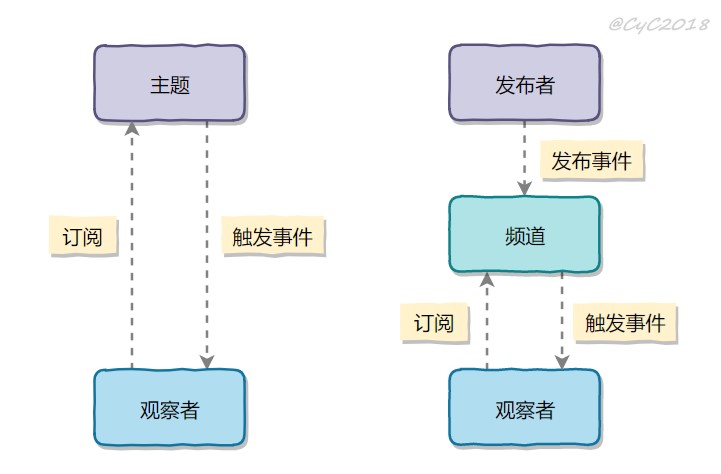 @CyC2018
主题
发布者
发布事件
订阅
触发事件
频道
订阅
触发事件
观察者
观察者